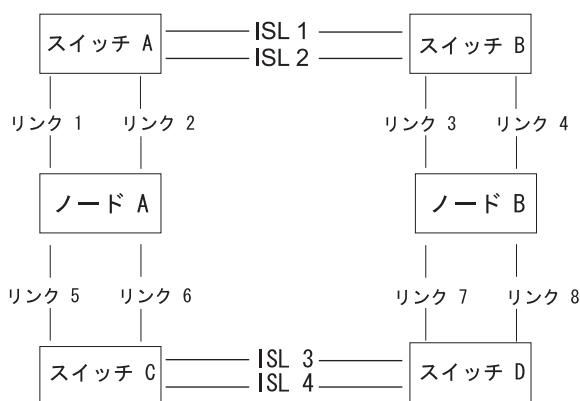 スイッチ A
ISL 1
ISL 2
スイッチ B
リンク 1
リンク 2
リンク 3
リンク 4
ノード A
ノード B
リンク 5
リンク 6
リンク 7
リンク 8
スイッチ C
ISL 3
ISL 4
スイッチ D